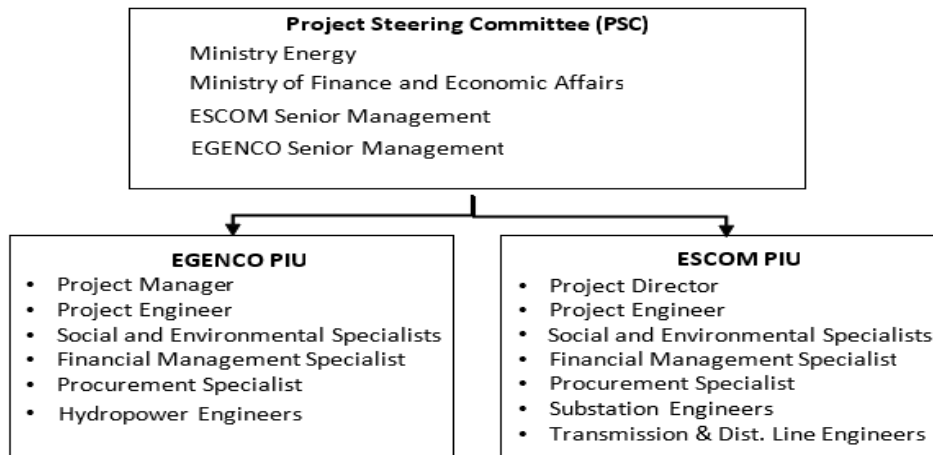 Project Steering Committee (PSC)
Ministry Energy
Ministry of Finance and Economic Affairs
ESCOM Senior Management
EGENCO Senior Management
EGENCO PIU
• Project Manager
• Project Engineer
• Social and Environmental Specialists
• Financial Management Specialist
• Procurement Specialist
• Hydropower Engineers
ESCOM PIU
• Project Director
• Project Engineer
• Social and Environmental Specialists
• Financial Management Specialist
• Procurement Specialist
• Substation Engineers
• Transmission & Dist. Line Engineers